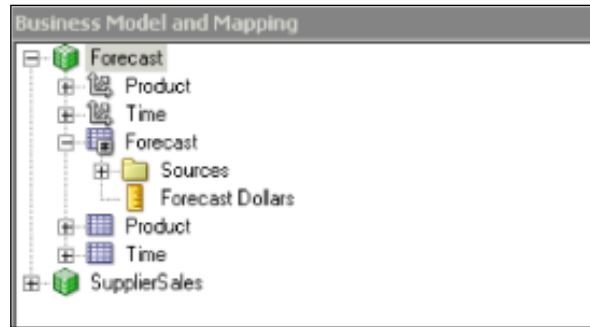 Business Model and Mapping
Forecast
Product
Time
Forecast
Sources
Forecast Dollars
Product
Time
SupplierSales